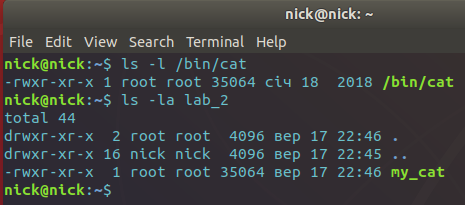 nick@nick: ~
File Edit View Search Terminal Help
nick@nick:~$ ls -l /bin/cat
-rwxr-xr-x 1 root root 35064 січ 18  2018 /bin/cat
nick@nick:~$ ls -la lab_2
total 44
drwxr-xr-x  2 root root  4096 вер 17 22:46 .
drwxr-xr-x 16 nick nick  4096 вер 17 22:45 ..
-rwxr-xr-x  1 root root 35064 вер 17 22:46 my_cat
nick@nick:~$